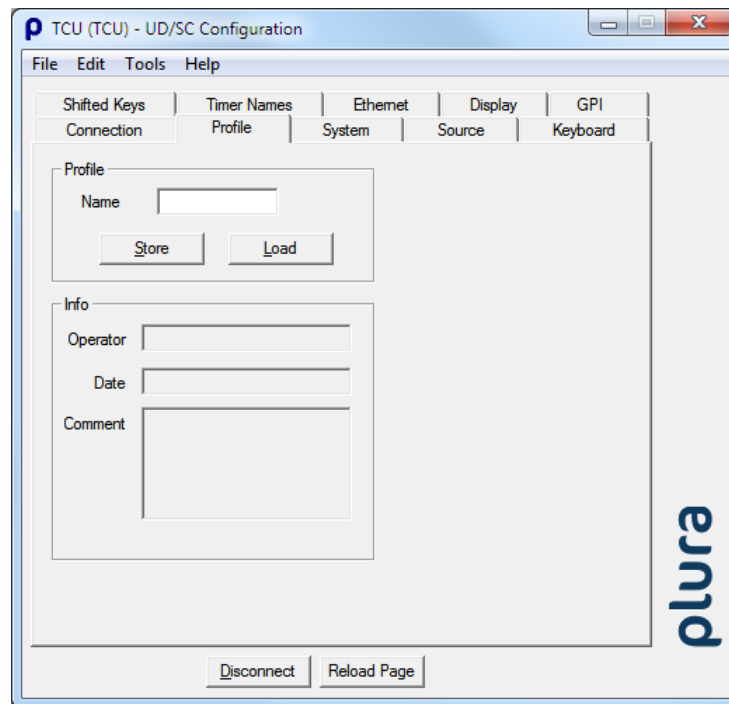 TCU (TCU) - UD/SC Configuration
File Edit Tools Help
Shifted Keys Timer Names Ethernet Display GPI
Connection Profile System Source Keyboard
Profile
Name
Store Load
Info
Operator
Date
Comment
plura
Disconnect Reload Page